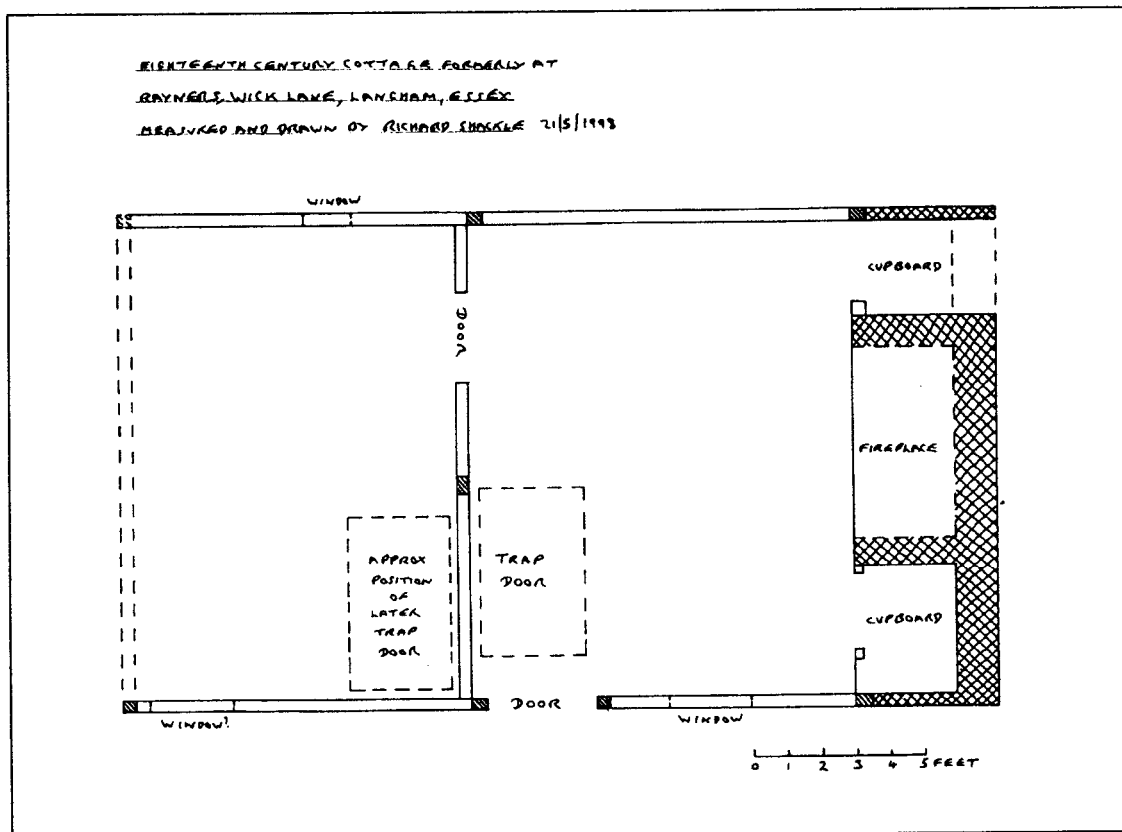 EIGHTEENTH CENTURY COTTAGE FORMERLY AT
RAYNERS, WICK LANE, LANGHAM, ESSEX
MEASURED AND DRAWN BY RICHARD SHACKLE 21/5/1998
WINDOW
CUPBOARD
DOOR
FIREPLACE
APPROX
POSITION
OF
LATER
TRAP
DOOR
TRAP
DOOR
CUPBOARD
DOOR
WINDOW?
WINDOW
0 1 2 3 4 5 FEET